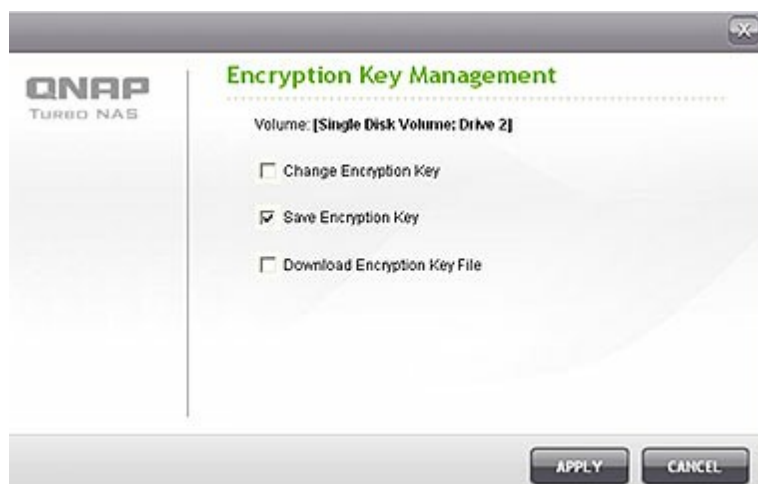 QNAP
TURBO NAS
Encryption Key Management
Volume: [Single Disk Volume: Drive 2]
Change Encryption Key
Save Encryption Key
Download Encryption Key File
APPLY
CANCEL